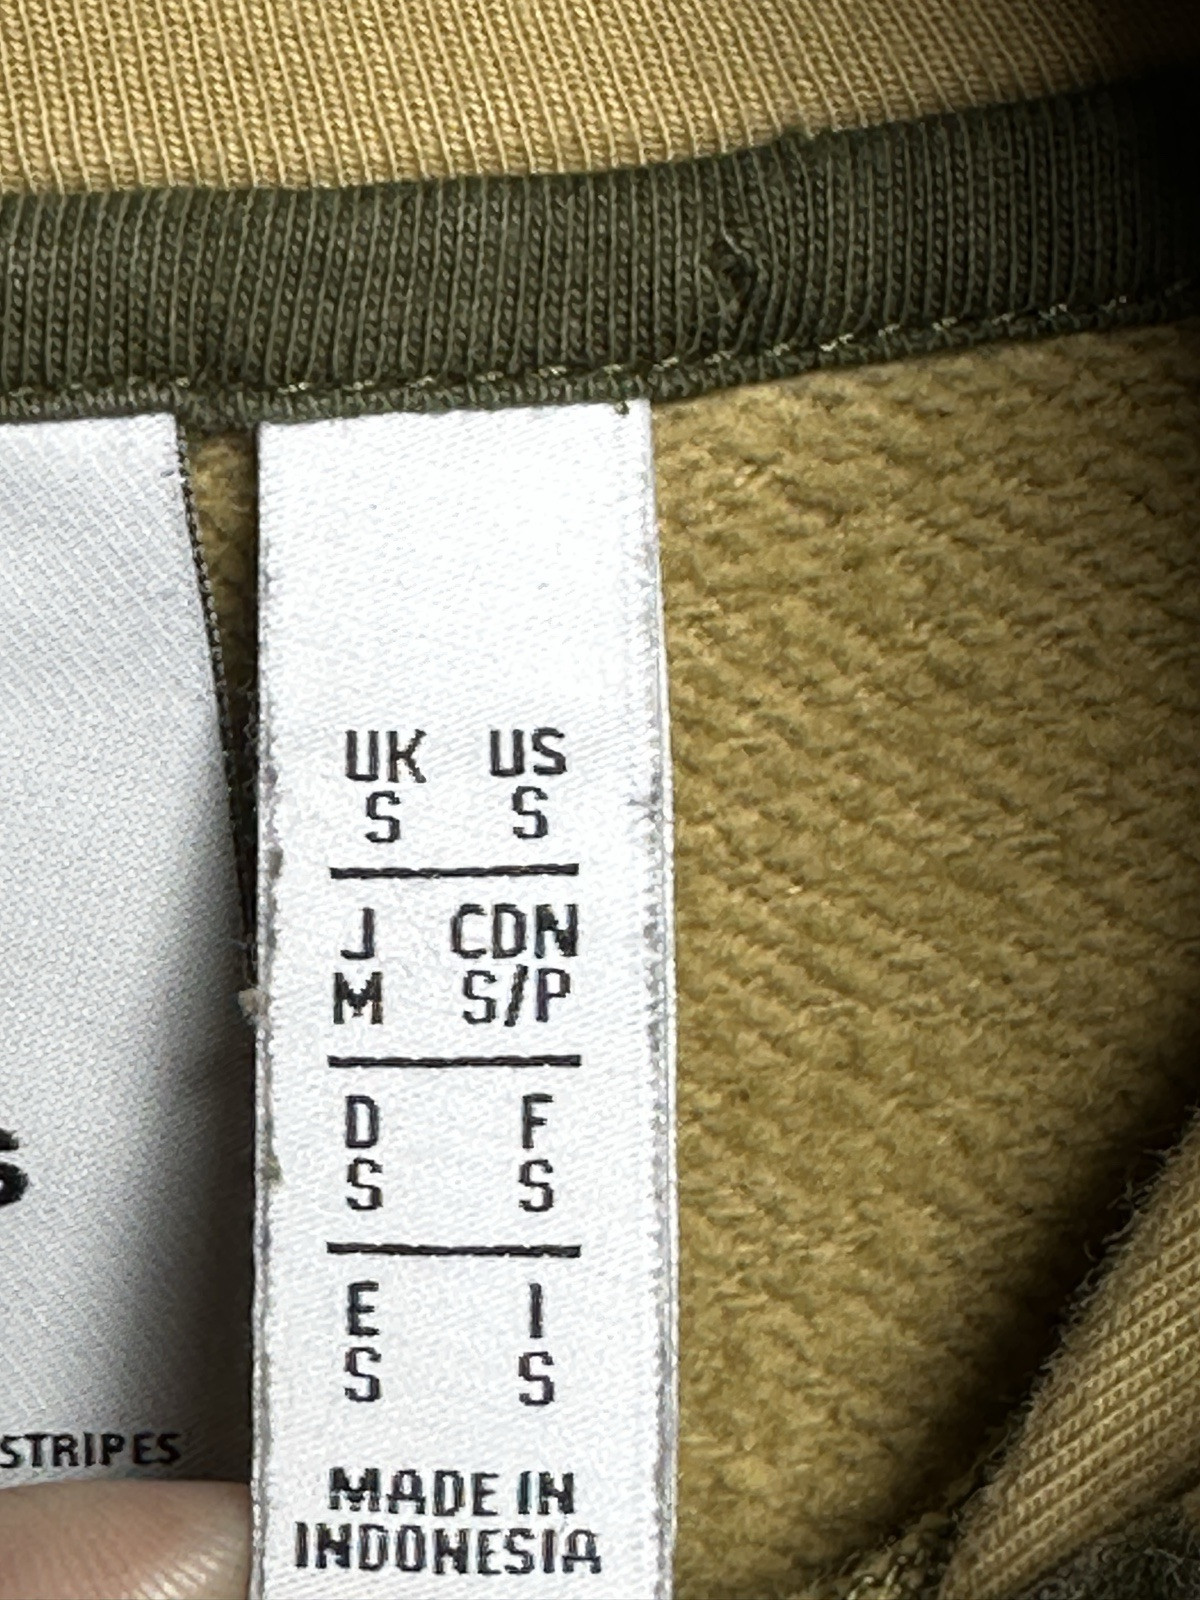 UK US
S S
J CDN
M S/P
D F
S S
E I
S S
MADE IN
INDONESIA
STRIPES